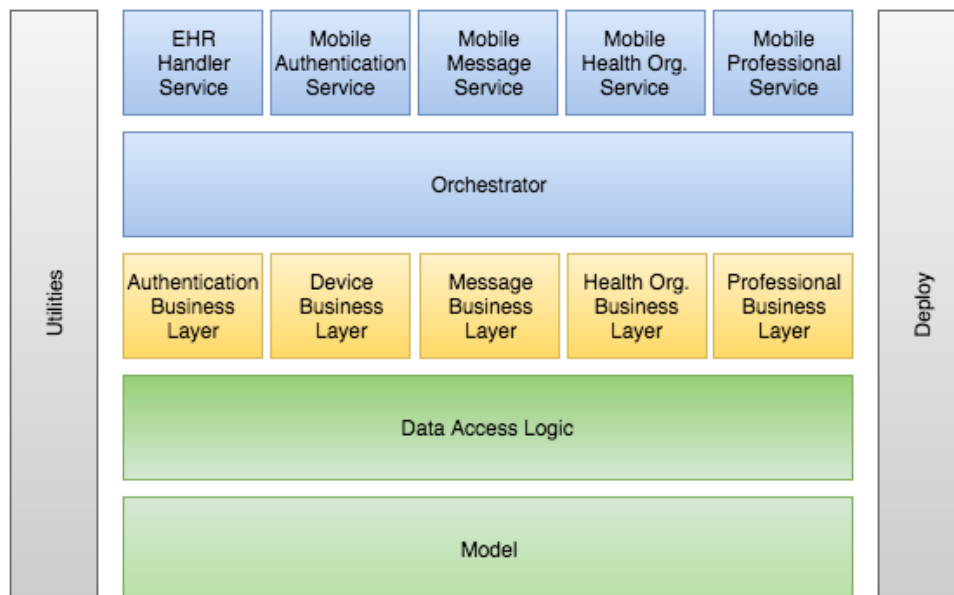 EHR
Handler
Service
Mobile
Authentication
Service
Mobile
Message
Service
Mobile
Health Org.
Service
Mobile
Professional
Service
Orchestrator
Authentication
Business
Layer
Device
Business
Layer
Message
Business
Layer
Health Org.
Business
Layer
Professional
Business
Layer
Data Access Logic
Model
Utilities
Deploy